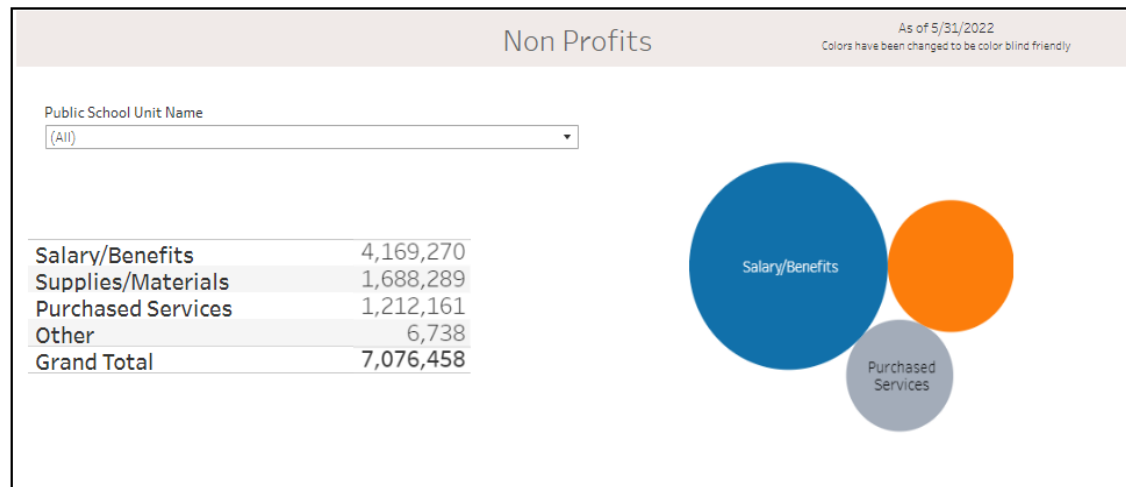 Non Profits
As of 5/31/2022
Colors have been changed to be color blind friendly
Public School Unit Name
(All)
Salary/Benefits 4,169,270
Supplies/Materials 1,688,289
Purchased Services 1,212,161
Other 6,738
Grand Total 7,076,458
Salary/Benefits
Purchased
Services